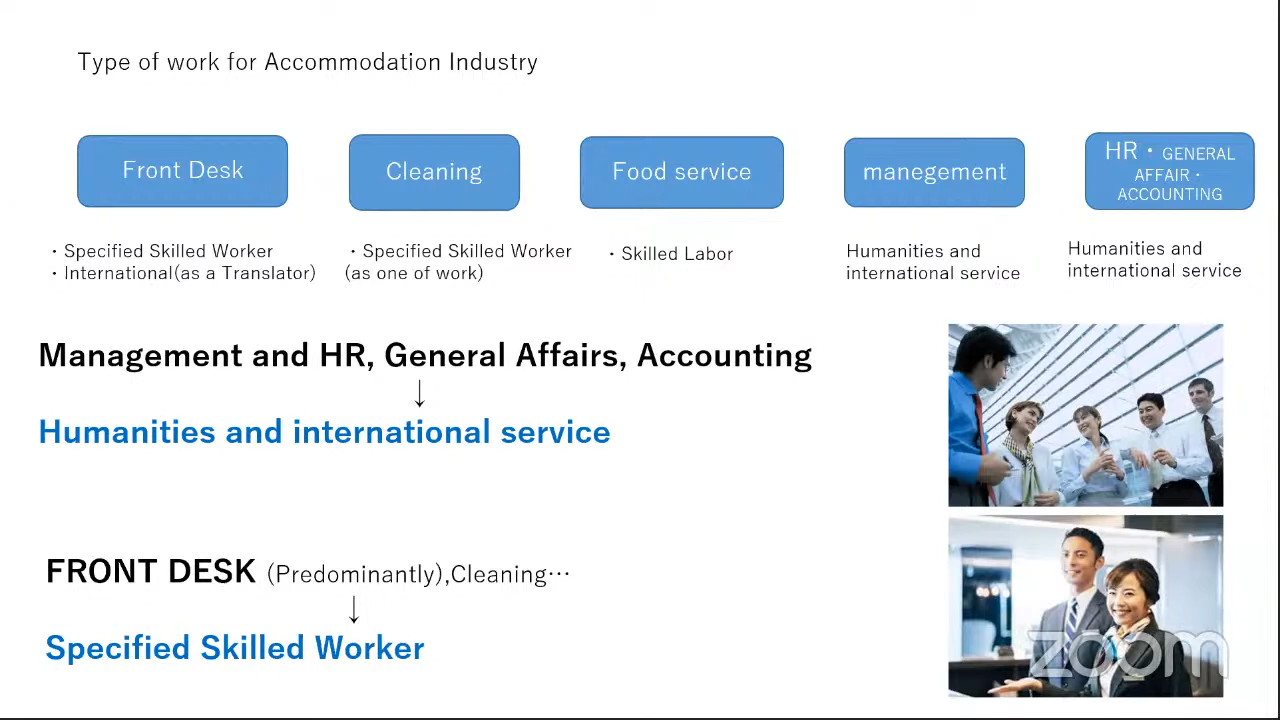 Type of work for Accommodation Industry
Front Desk
Cleaning
Food service
manegement
HR・GENERAL
AFFAIR・
ACCOUNTING
・Specified Skilled Worker
・International(as a Translator)
・Specified Skilled Worker
(as one of work)
・Skilled Labor
Humanities and
international service
Humanities and
international service
Management and HR, General Affairs, Accounting
↓
Humanities and international service
FRONT DESK (Predominantly),Cleaning…
↓
Specified Skilled Worker
zoom